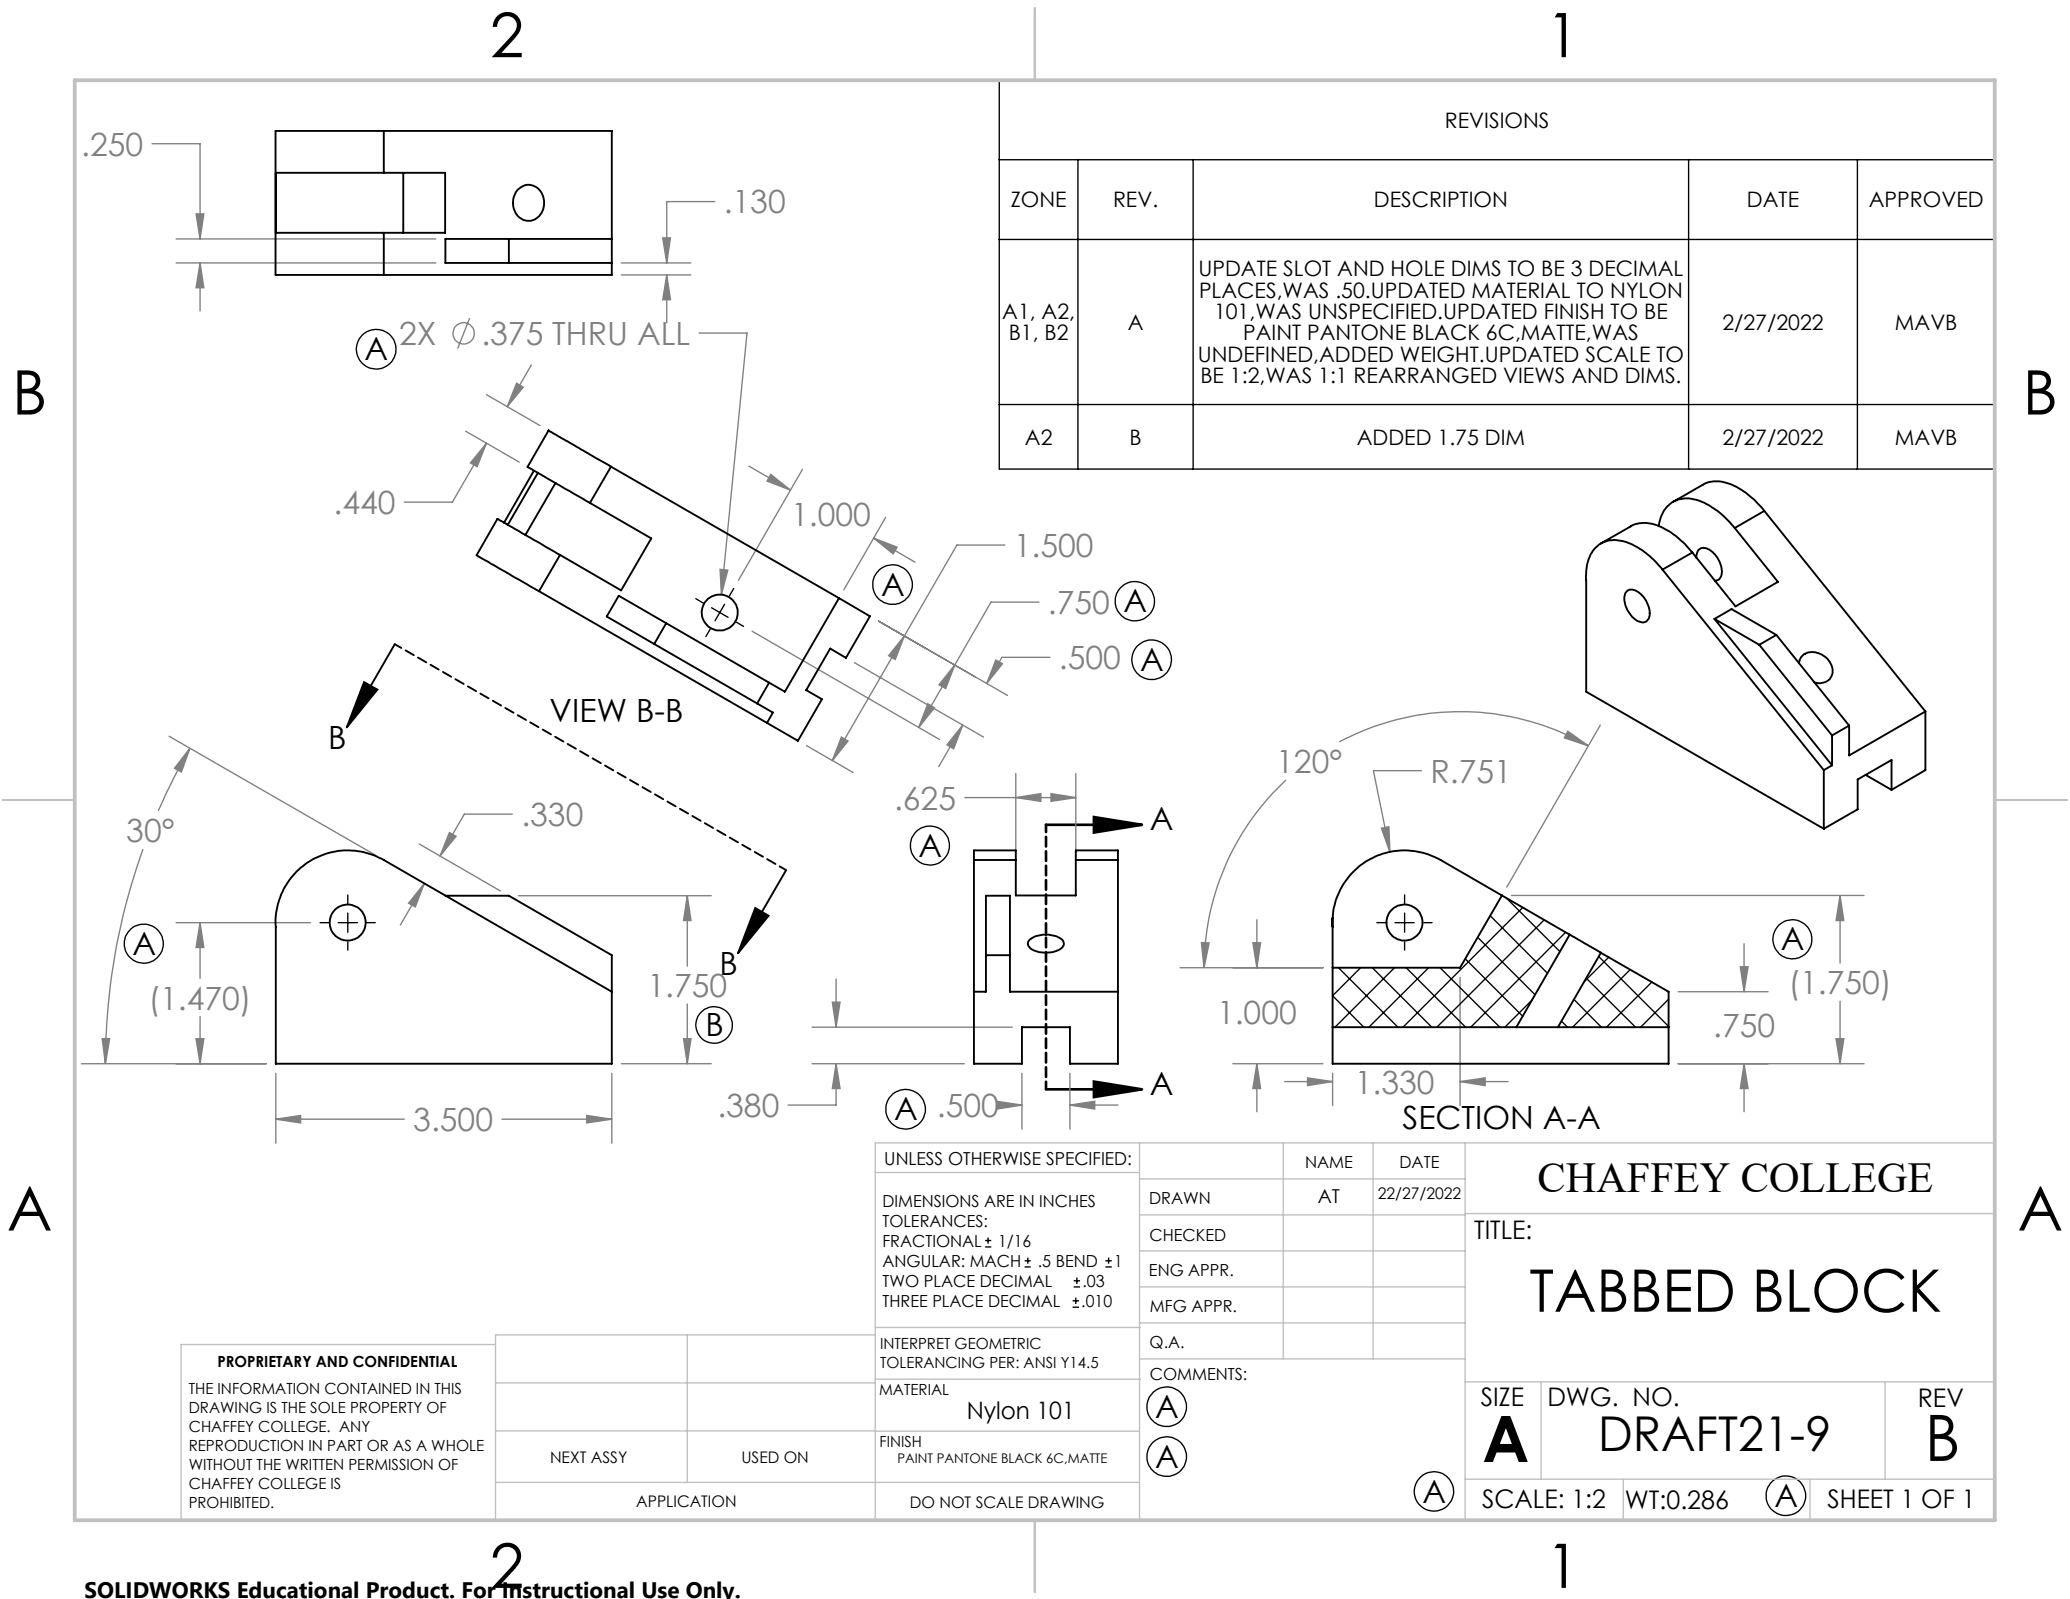 2
1
B
B
A
A
2
1
REVISIONS
ZONE REV. DESCRIPTION DATE APPROVED
A1, A2,
B1, B2
A
UPDATE SLOT AND HOLE DIMS TO BE 3 DECIMAL
PLACES,WAS .50.UPDATED MATERIAL TO NYLON
101,WAS UNSPECIFIED.UPDATED FINISH TO BE
PAINT PANTONE BLACK 6C,MATTE,WAS
UNDEFINED,ADDED WEIGHT.UPDATED SCALE TO
BE 1:2,WAS 1:1 REARRANGED VIEWS AND DIMS.
2/27/2022 MAVB
A2 B ADDED 1.75 DIM 2/27/2022 MAVB
.250
.130
A 2X ∅.375 THRU ALL
.440
1.000
A
1.500
.750 A
.500 A
VIEW B-B
B
B
30°
.330
A
(1.470)
1.750
B
3.500
.625
A
A
A
.380
A .500
120°
R.751
A
(1.750)
1.000
.750
1.330
SECTION A-A
UNLESS OTHERWISE SPECIFIED:
DIMENSIONS ARE IN INCHES
TOLERANCES:
FRACTIONAL ± 1/16
ANGULAR: MACH ± .5 BEND ±1
TWO PLACE DECIMAL ±.03
THREE PLACE DECIMAL ±.010
INTERPRET GEOMETRIC
TOLERANCING PER: ANSI Y14.5
MATERIAL
Nylon 101
FINISH
PAINT PANTONE BLACK 6C,MATTE
DO NOT SCALE DRAWING
NAME DATE
DRAWN AT 22/27/2022
CHECKED
ENG APPR.
MFG APPR.
Q.A.
COMMENTS:
A
A
A
CHAFFEY COLLEGE
TITLE:
TABBED BLOCK
SIZE DWG. NO. REV
A DRAFT21-9 B
SCALE: 1:2 WT:0.286 A SHEET 1 OF 1
PROPRIETARY AND CONFIDENTIAL
THE INFORMATION CONTAINED IN THIS
DRAWING IS THE SOLE PROPERTY OF
CHAFFEY COLLEGE. ANY
REPRODUCTION IN PART OR AS A WHOLE
WITHOUT THE WRITTEN PERMISSION OF
CHAFFEY COLLEGE IS
PROHIBITED.
NEXT ASSY USED ON
APPLICATION
SOLIDWORKS Educational Product. For Instructional Use Only.